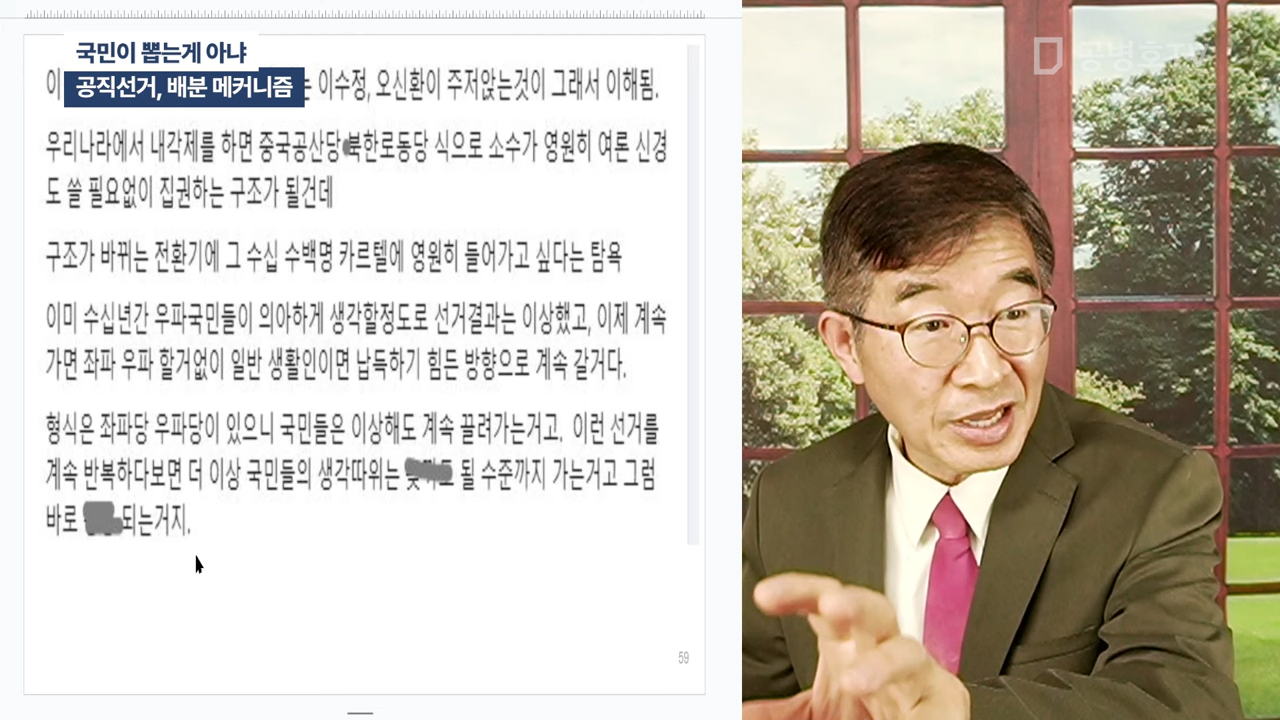 국민이 뽑는게 아냐
공병호TV
공직선거, 배분 메커니즘
이 는 이수정, 오신환이 주저앉는것이 그래서 이해됨.
우리나라에서 내각제를 하면 중국공산당 북한로동당 식으로 소수가 영원히 여론 신경
도 쓸 필요없이 집권하는 구조가 될건데
구조가 바뀌는 전환기에 그 수십 수백명 카르텔에 영원히 들어가고 싶다는 탐욕
이미 수십년간 우파국민들이 의아하게 생각할정도로 선거결과는 이상했고, 이제 계속
가면 좌파 우파 할거없이 일반 생활인이면 납득하기 힘든 방향으로 계속 갈거다.
형식은 좌파당 우파당이 있으니 국민들은 이상해도 계속 끌려가는거고. 이런 선거를
계속 반복하다보면 더 이상 국민들의 생각따위는 될 수준까지 가는거고 그럼
바로 되는거지.
59